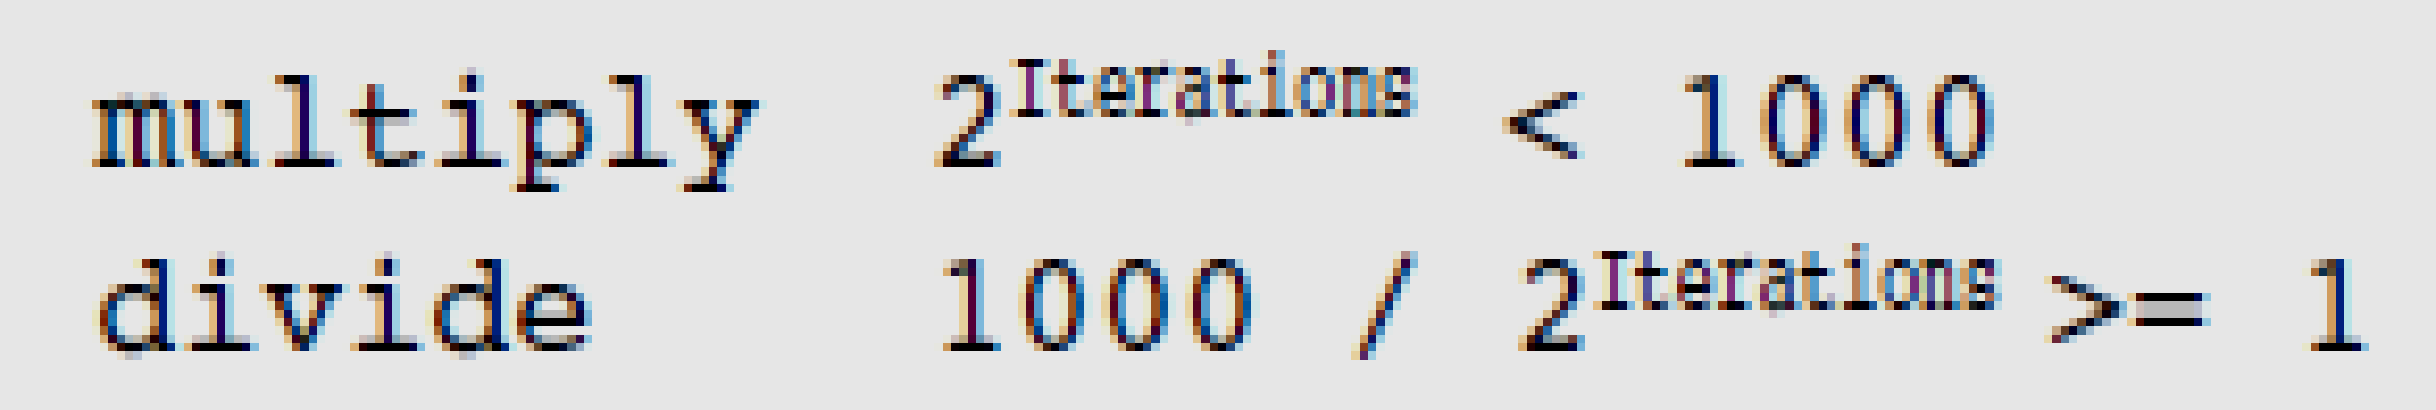 multiply 2^Iterations < 1000
divide 1000 / 2^Iterations >= 1